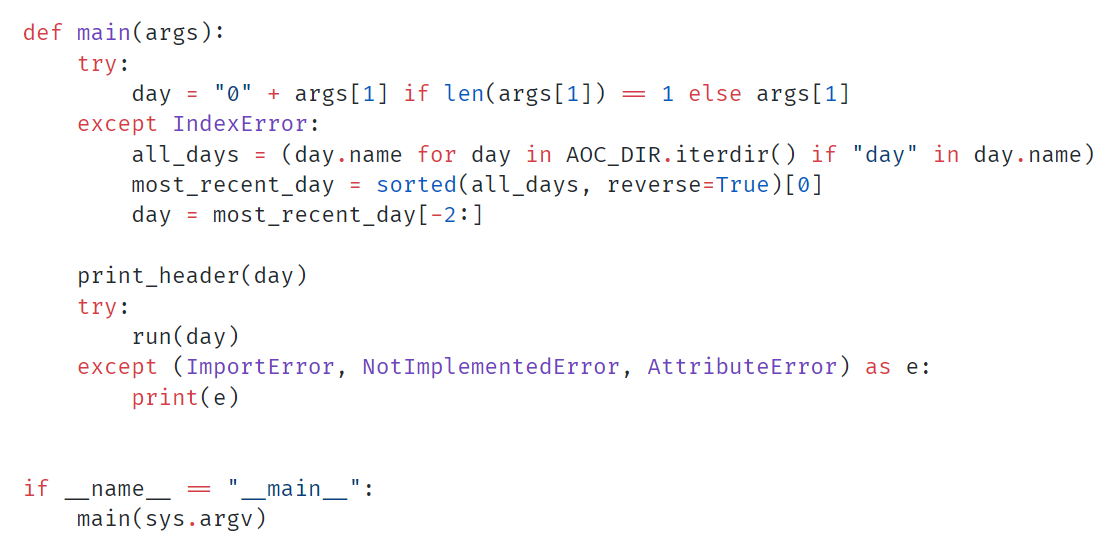 def main(args):
    try:
        day = "0" + args[1] if len(args[1]) == 1 else args[1]
    except IndexError:
        all_days = (day.name for day in AOC_DIR.iterdir() if "day" in day.name)
        most_recent_day = sorted(all_days, reverse=True)[0]
        day = most_recent_day[-2:]

    print_header(day)
    try:
        run(day)
    except (ImportError, NotImplementedError, AttributeError) as e:
        print(e)


if __name__ == "__main__":
    main(sys.argv)